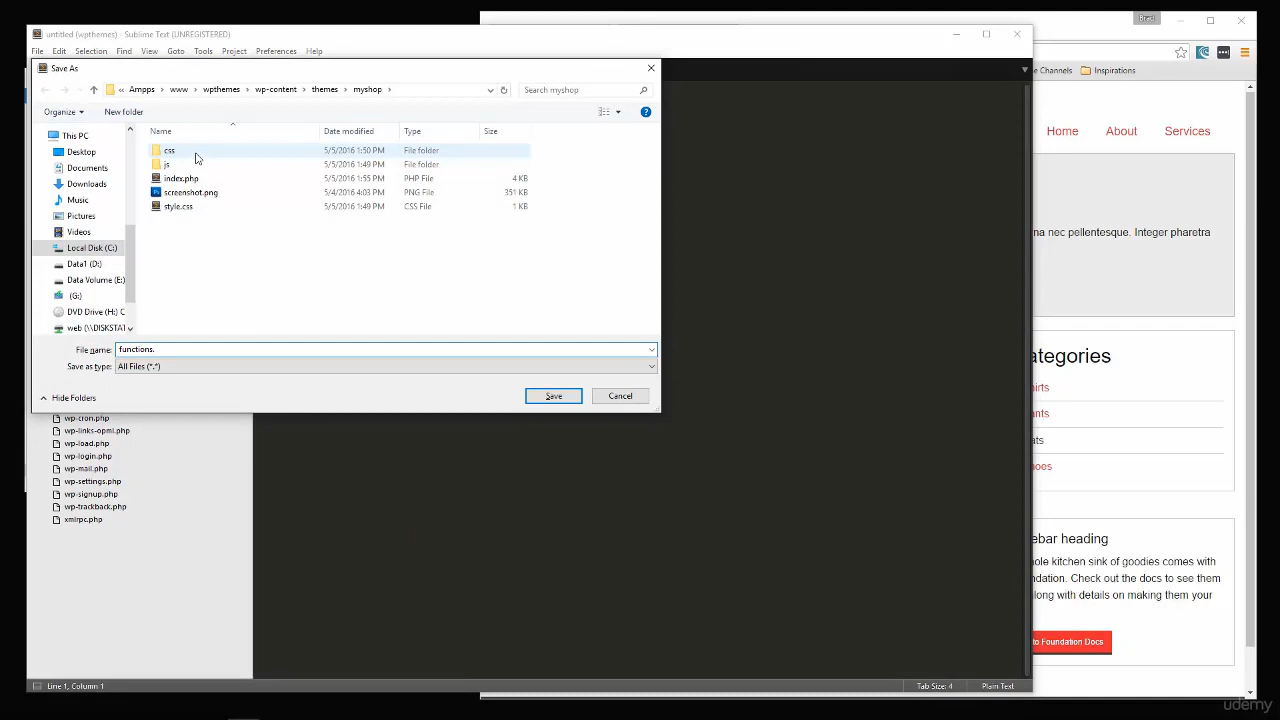 Bred
untitled (wpthemes) - Sublime Text (UNREGISTERED)
File Edit Selection Find View Goto Tools Project Preferences Help
Save As
« Ampps › www › wpthemes › wp-content › themes › myshop ›
Search myshop
Organize
New folder
Name Date modified Type Size
This PC
Desktop
Documents
Downloads
Music
Pictures
Videos
Local Disk (C:)
Data1 (D:)
Data Volume (E:)
(G:)
DVD Drive (H:) C
web (\\DISKSTAT
css 5/5/2016 1:50 PM File folder
js 5/5/2016 1:49 PM File folder
index.php 5/5/2016 1:55 PM PHP File 4 KB
screenshot.png 5/4/2016 4:03 PM PNG File 351 KB
style.css 5/5/2016 1:49 PM CSS File 1 KB
File name: functions.
Save as type: All Files (*.*)
Hide Folders
Save
Cancel
wp-cron.php
wp-links-opml.php
wp-load.php
wp-login.php
wp-mail.php
wp-settings.php
wp-signup.php
wp-trackback.php
xmlrpc.php
Line 1, Column 1
Tab Size: 4
Plain Text
e Channels
Inspirations
Home About Services
na nec pellentesque. Integer pharetra
ategories
irts
ants
ats
oes
ebar heading
hole kitchen sink of goodies comes with
ndation. Check out the docs to see them
long with details on making them your
to Foundation Docs
udemy